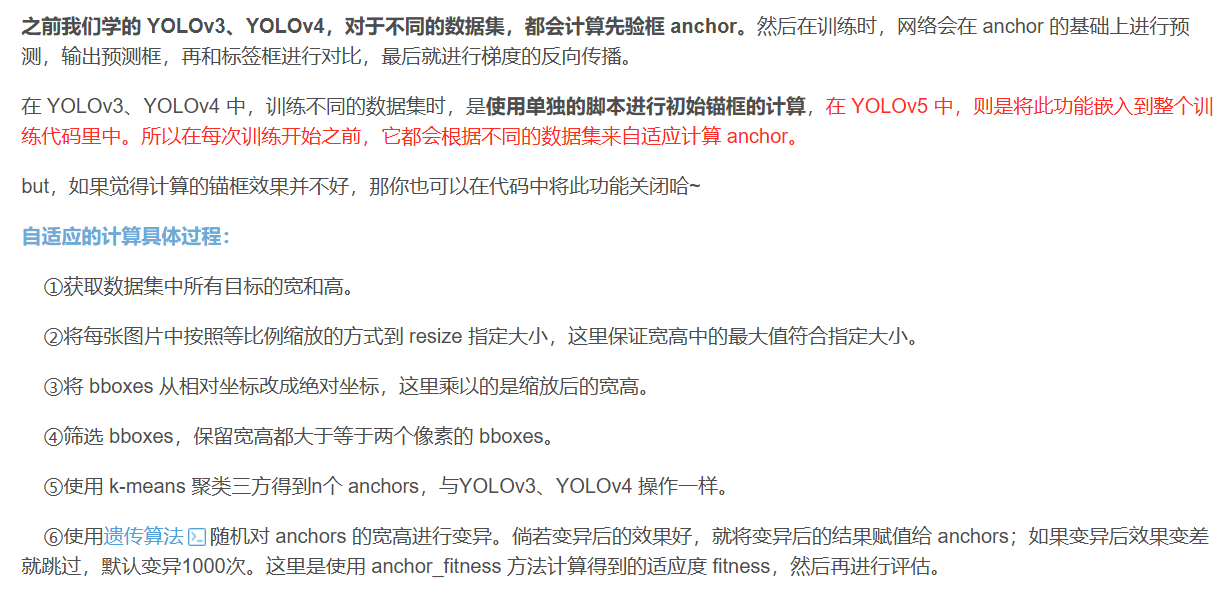 之前我们学的 YOLOv3、YOLOv4，对于不同的数据集，都会计算先验框 anchor。然后在训练时，网络会在 anchor 的基础上进行预
测，输出预测框，再和标签框进行对比，最后就进行梯度的反向传播。
在 YOLOv3、YOLOv4 中，训练不同的数据集时，是使用单独的脚本进行初始锚框的计算，在 YOLOv5 中，则是将此功能嵌入到整个训
练代码里中。所以在每次训练开始之前，它都会根据不同的数据集来自适应计算 anchor。
but，如果觉得计算的锚框效果并不好，那你也可以在代码中将此功能关闭哈~
自适应的计算具体过程：
①获取数据集中所有目标的宽和高。
②将每张图片中按照等比例缩放的方式到 resize 指定大小，这里保证宽高中的最大值符合指定大小。
③将 bboxes 从相对坐标改成绝对坐标，这里乘以的是缩放后的宽高。
④筛选 bboxes，保留宽高都大于等于两个像素的 bboxes。
⑤使用 k-means 聚类三方得到n个 anchors，与YOLOv3、YOLOv4 操作一样。
⑥使用遗传算法随机对 anchors 的宽高进行变异。倘若变异后的效果好，就将变异后的结果赋值给 anchors；如果变异后效果变差
就跳过，默认变异1000次。这里是使用 anchor_fitness 方法计算得到的适应度 fitness，然后再进行评估。